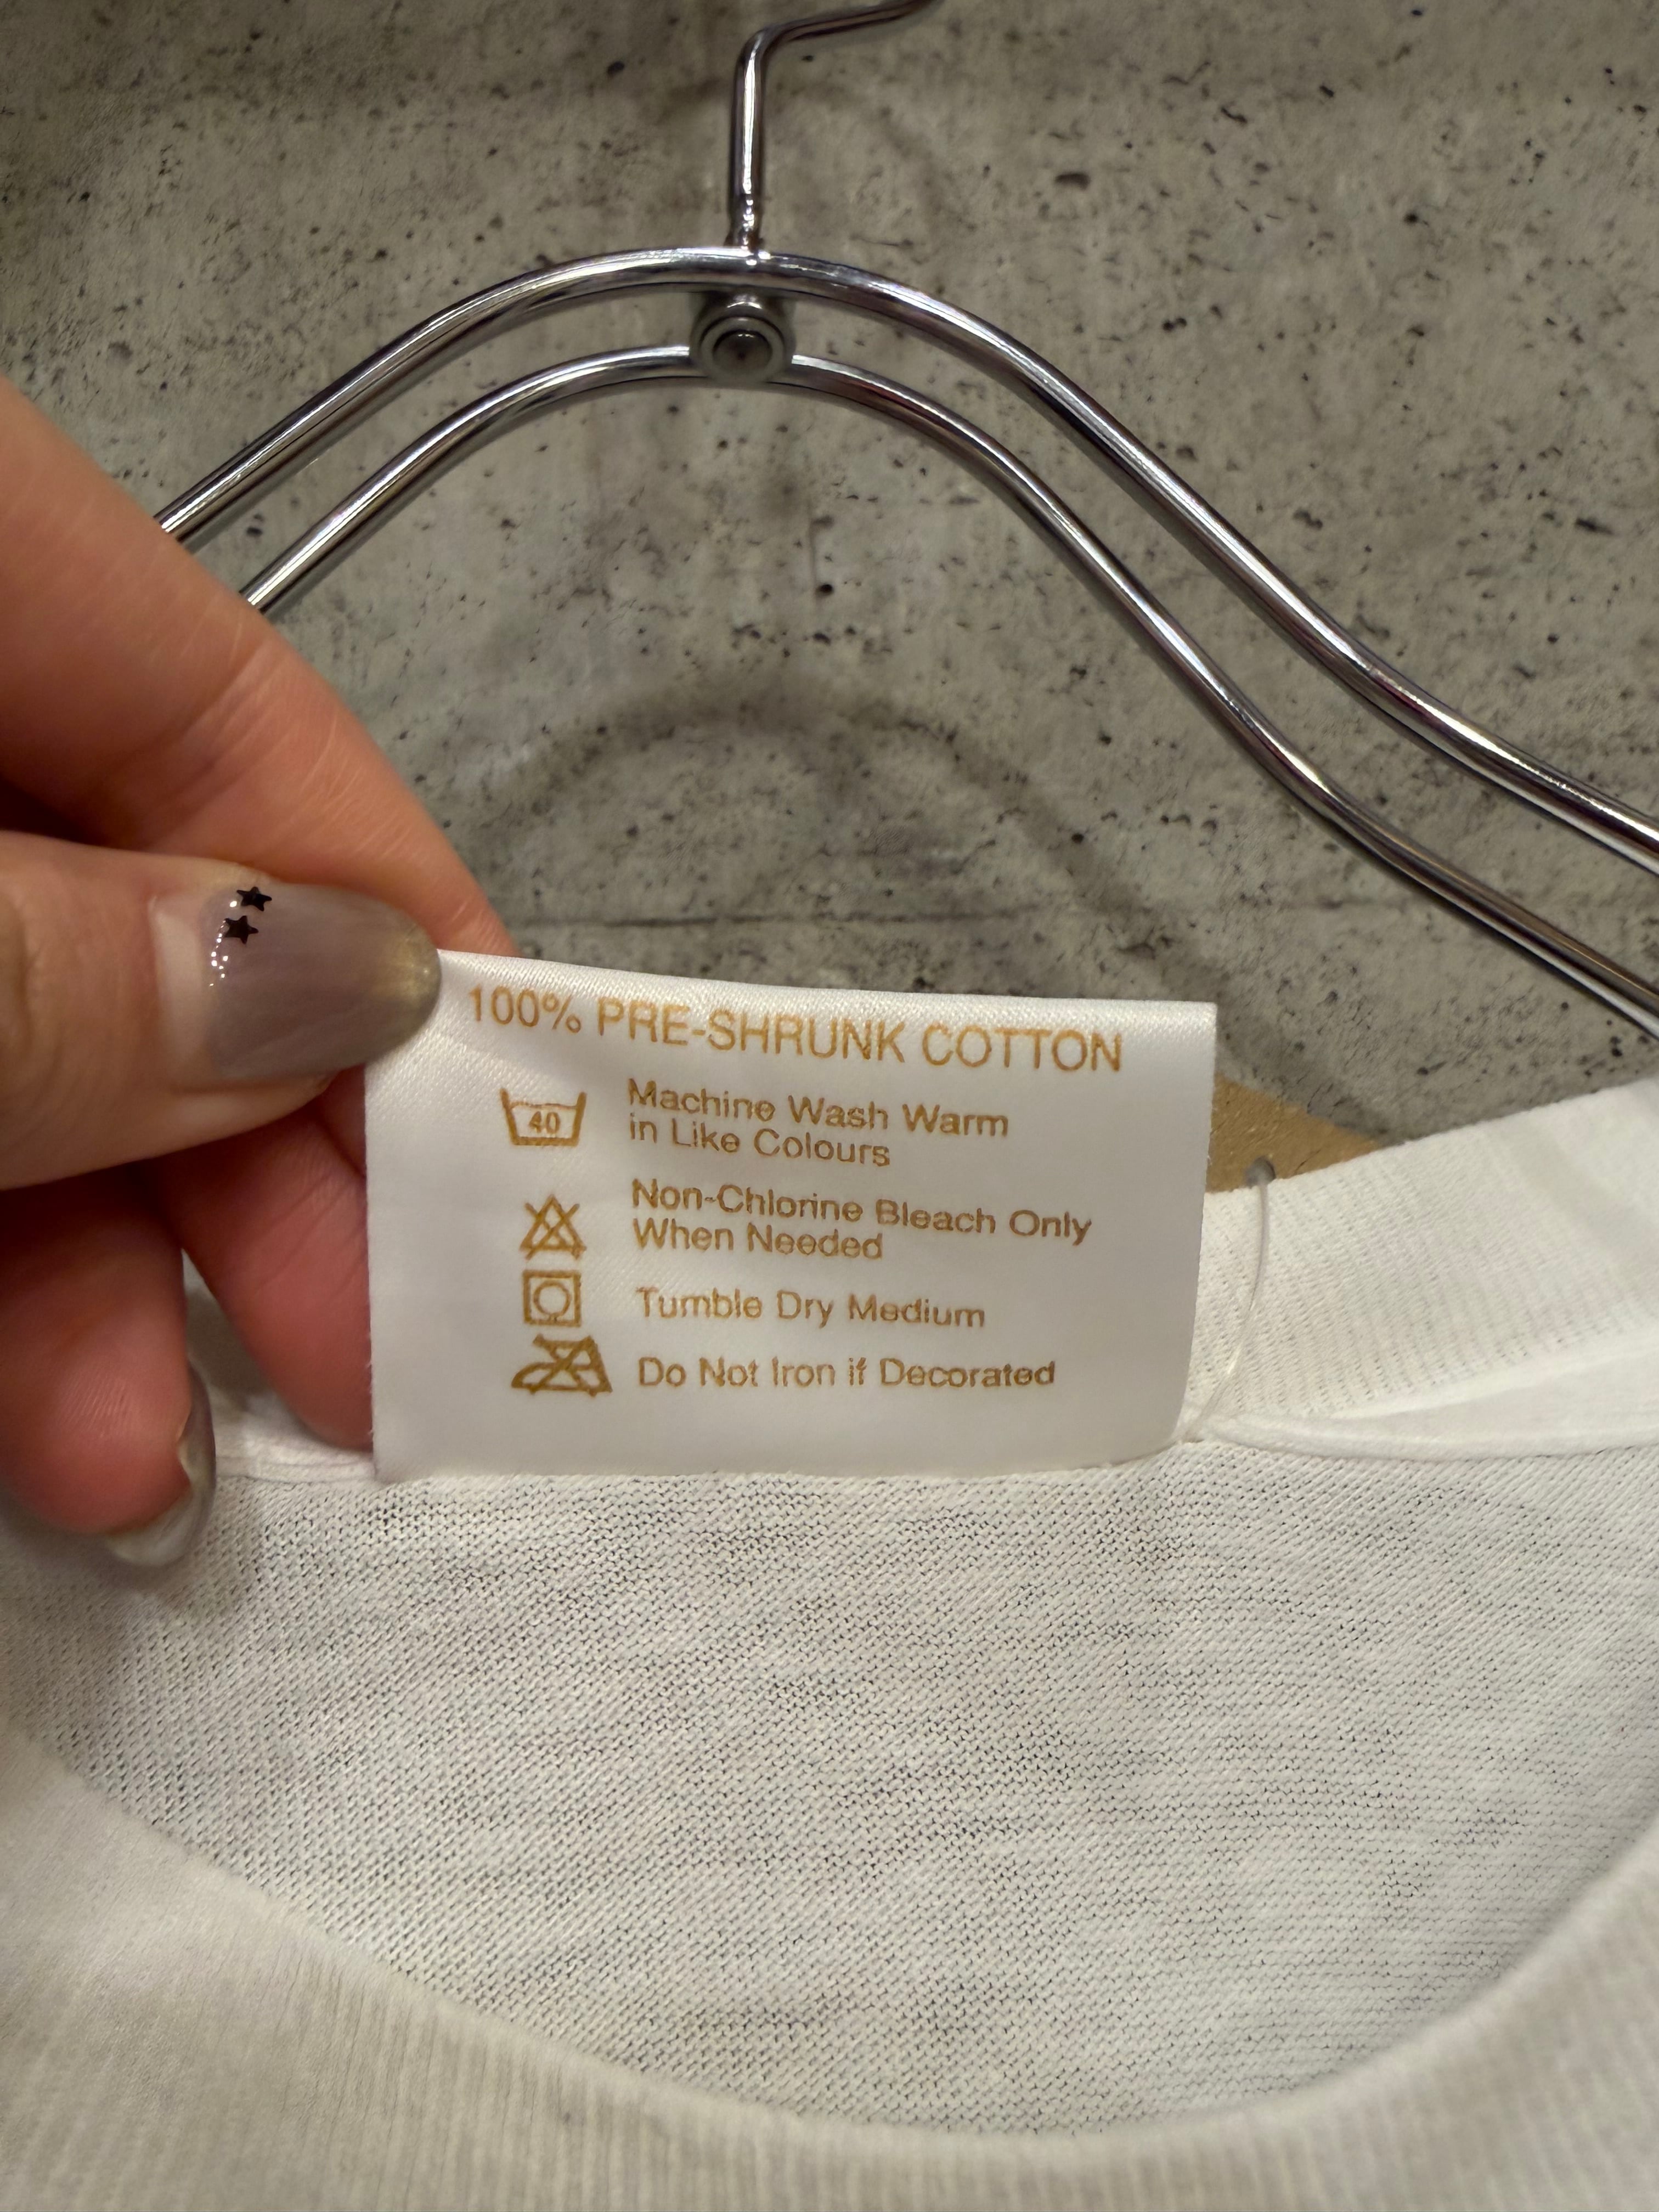 100% PRE-SHRUNK COTTON
40
Machine Wash Warm
in Like Colours
Non-Chlorine Bleach Only
When Needed
Tumble Dry Medium
Do Not Iron if Decorated